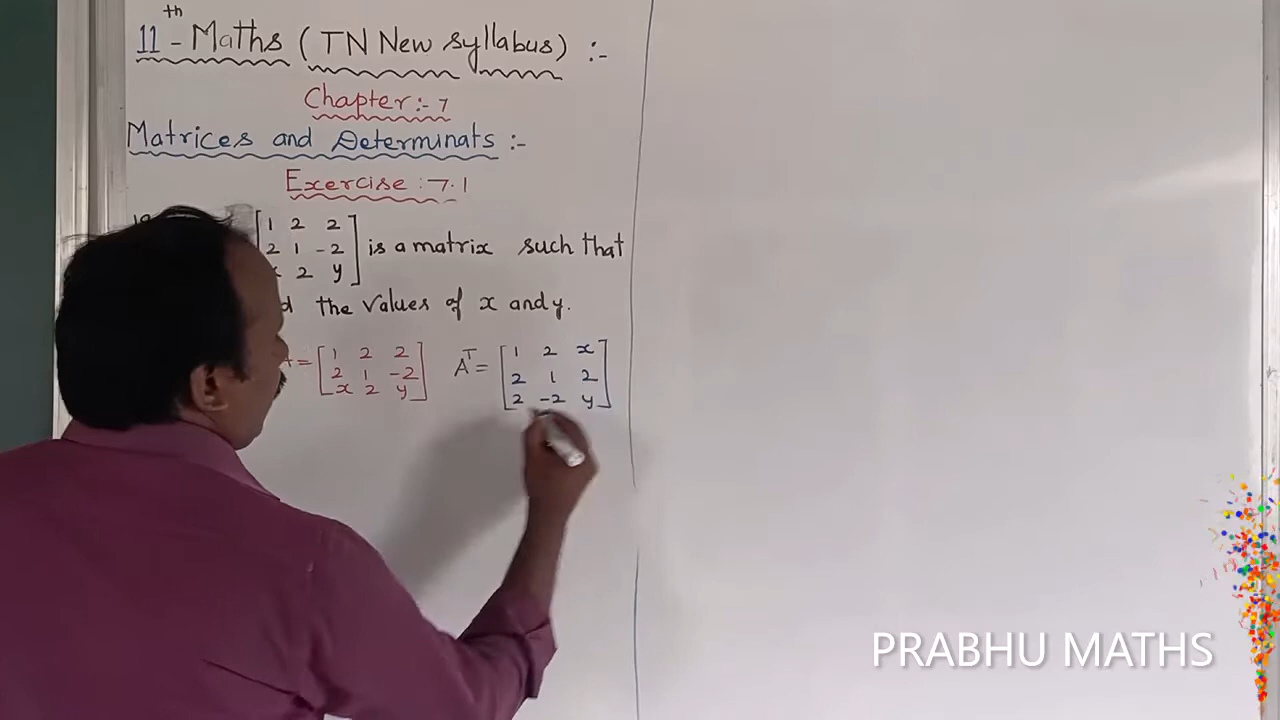 11th - Maths ( TN New Syllabus) :-
Chapter:- 7
Matrices and Determinats :-
Exercise : 7.1
[1 2 2
2 1 -2
2 y] is a matrix such that
the values of x and y.
= [1 2 2
2 1 -2
x 2 y]
A^T = [1 2 x
2 1 2
2 -2 y]
PRABHU MATHS